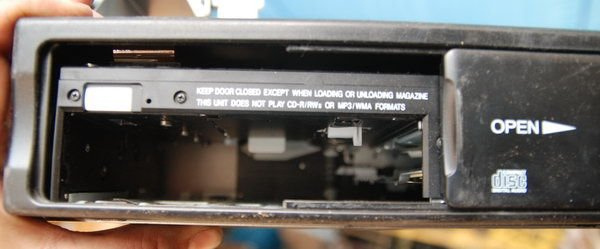 KEEP DOOR CLOSED EXCEPT WHEN LOADING OR UNLOADING MAGAZINE
THIS UNIT DOES NOT PLAY CD-R/RWs OR MP3/WMA FORMATS
OPEN
disc